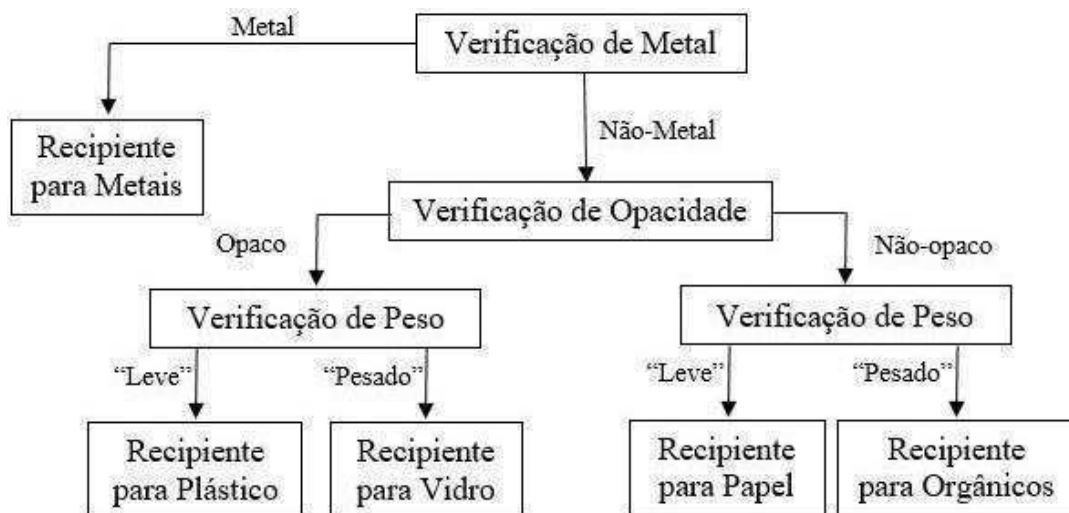 Metal
Verificação de Metal
Não-Metal
Recipiente
para Metais
Verificação de Opacidade
Opaco
Não-opaco
Verificação de Peso
Verificação de Peso
“Leve”
“Pesado”
“Leve”
“Pesado”
Recipiente
para Plástico
Recipiente
para Vidro
Recipiente
para Papel
Recipiente
para Orgânicos